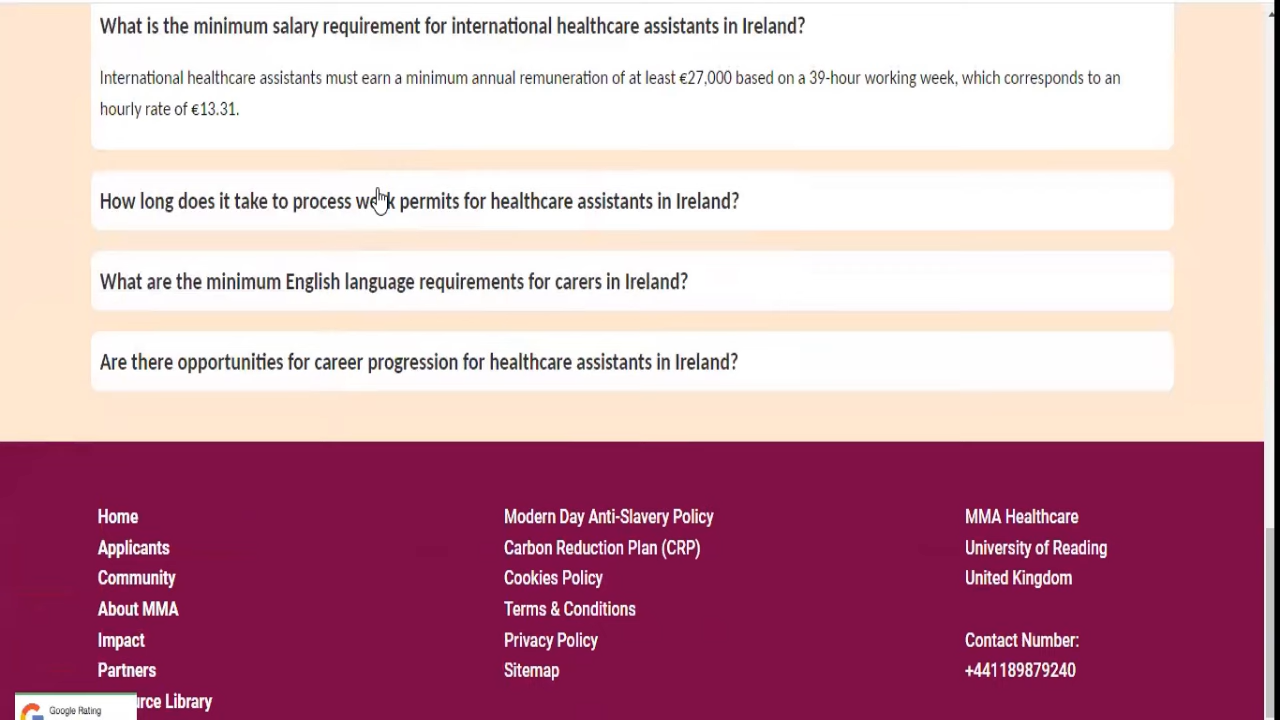 What is the minimum salary requirement for international healthcare assistants in Ireland?
International healthcare assistants must earn a minimum annual remuneration of at least €27,000 based on a 39-hour working week, which corresponds to an
hourly rate of €13.31.
How long does it take to process work permits for healthcare assistants in Ireland?
What are the minimum English language requirements for carers in Ireland?
Are there opportunities for career progression for healthcare assistants in Ireland?
Home
Applicants
Community
About MMA
Impact
Partners
Library
Modern Day Anti-Slavery Policy
Carbon Reduction Plan (CRP)
Cookies Policy
Terms & Conditions
Privacy Policy
Sitemap
MMA Healthcare
University of Reading
United Kingdom
Contact Number:
+441189879240
Google Rating